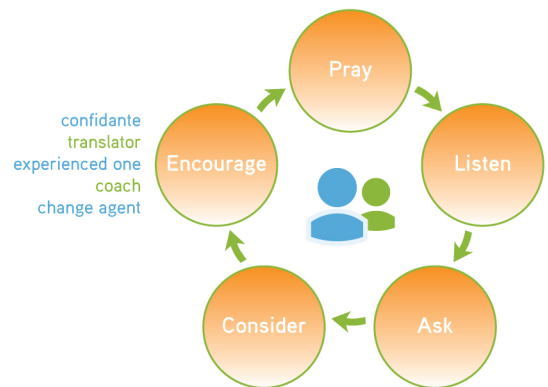 Pray
Listen
Ask
Consider
Encourage
confidante
translator
experienced one
coach
change agent